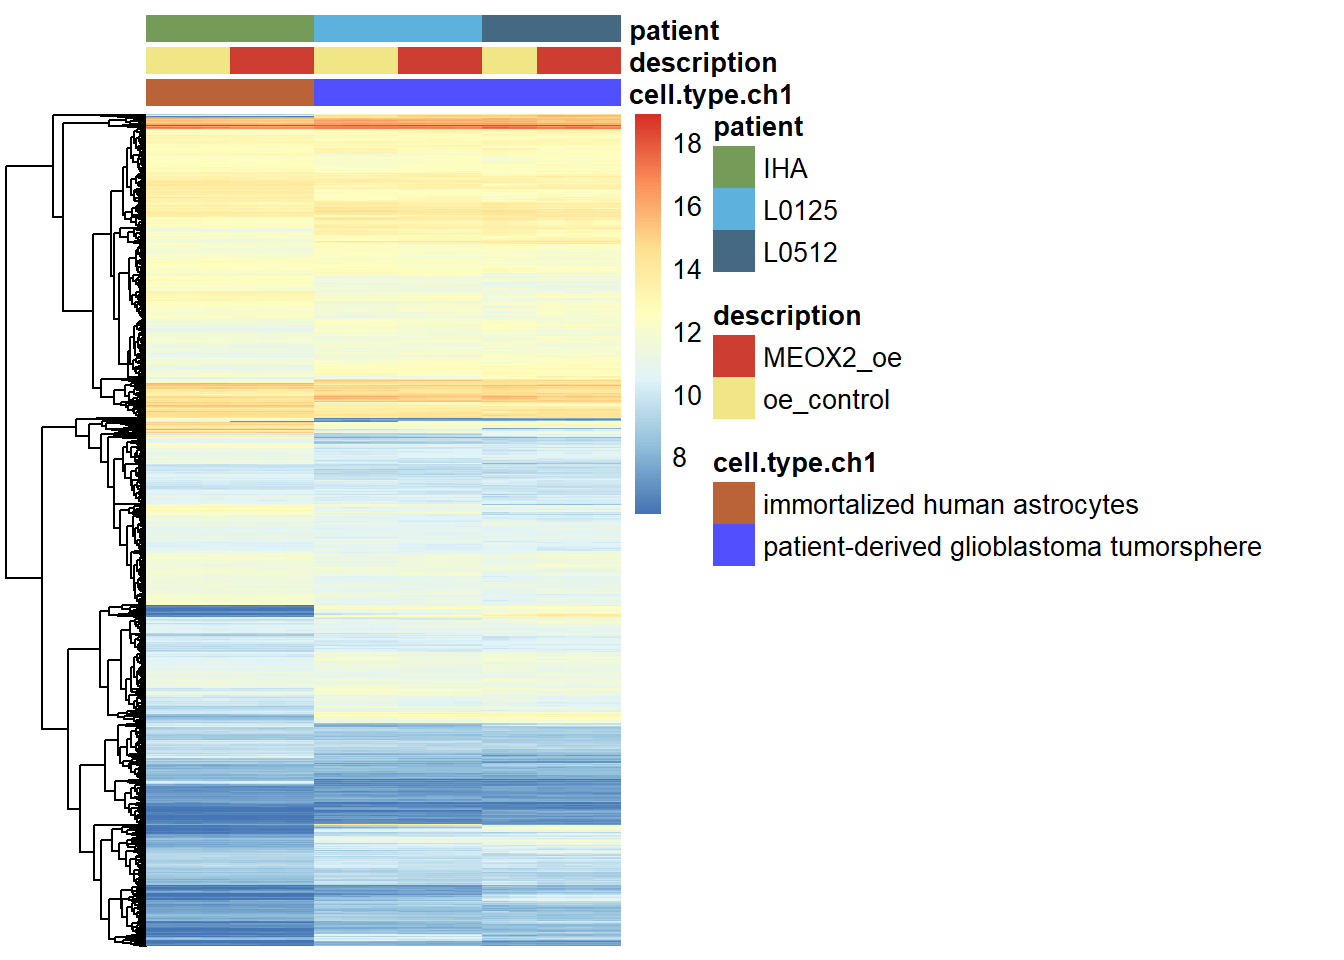 patient
description
cell.type.ch1
18
16
14
12
10
8
patient
IHA
L0125
L0512
description
MEOX2_oe
oe_control
cell.type.ch1
immortalized human astrocytes
patient-derived glioblastoma tumorsphere